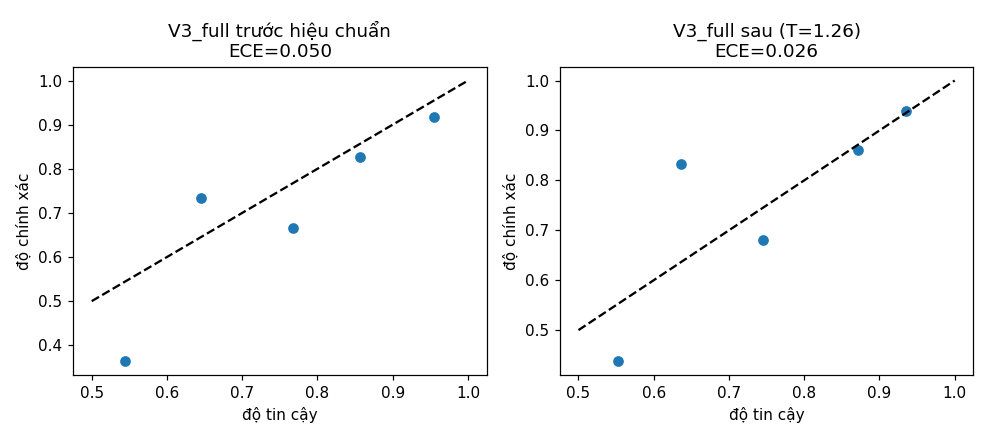 V3_full trước hiệu chuẩn
ECE=0.050
1.0
0.9
0.8
0.7
0.6
0.5
0.4
độ chính xác
0.5 0.6 0.7 0.8 0.9 1.0
độ tin cậy
V3_full sau (T=1.26)
ECE=0.026
1.0
0.9
0.8
0.7
0.6
0.5
độ chính xác
0.5 0.6 0.7 0.8 0.9 1.0
độ tin cậy